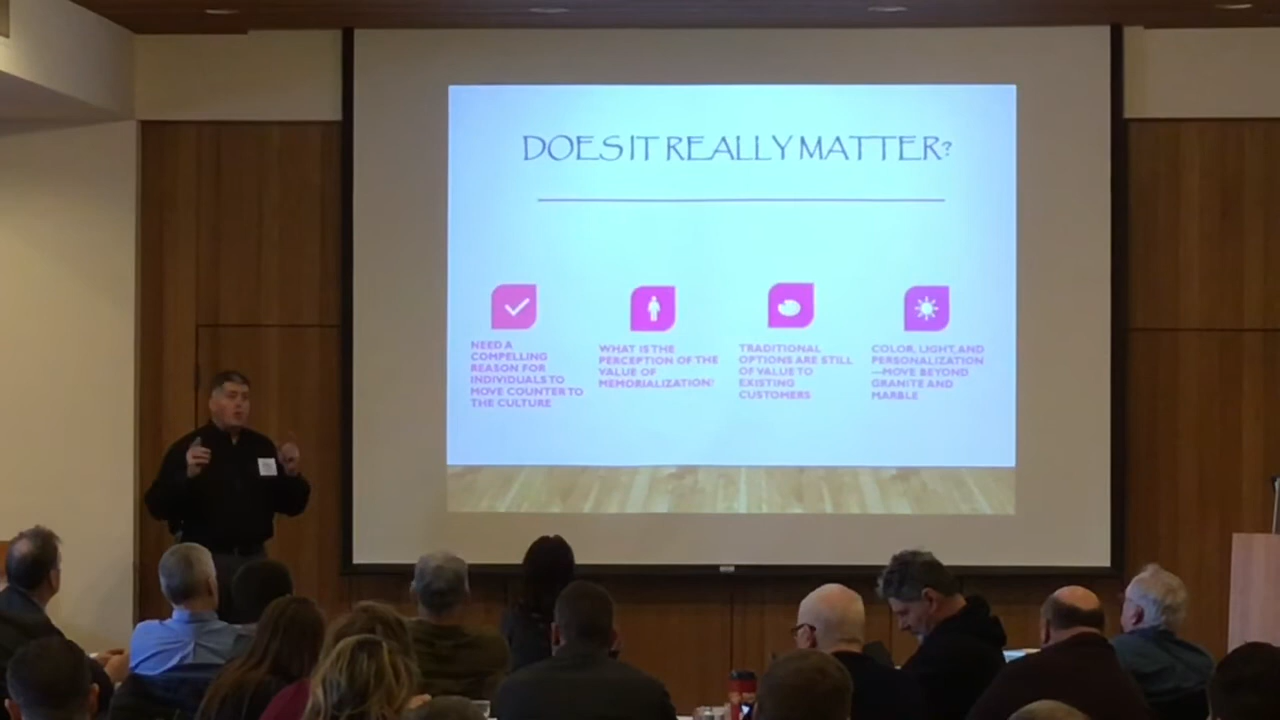 DOES IT REALLY MATTER?
NEED A
COMPELLING
REASON FOR
INDIVIDUALS TO
MOVE COUNTER TO
THE CULTURE
WHAT IS THE
PERCEPTION OF THE
VALUE OF
MEMORIALIZATION?
TRADITIONAL
OPTIONS ARE STILL
OF VALUE TO
EXISTING
CUSTOMERS
COLOR, LIGHT, AND
PERSONALIZATION
—MOVE BEYOND
GRANITE AND
MARBLE